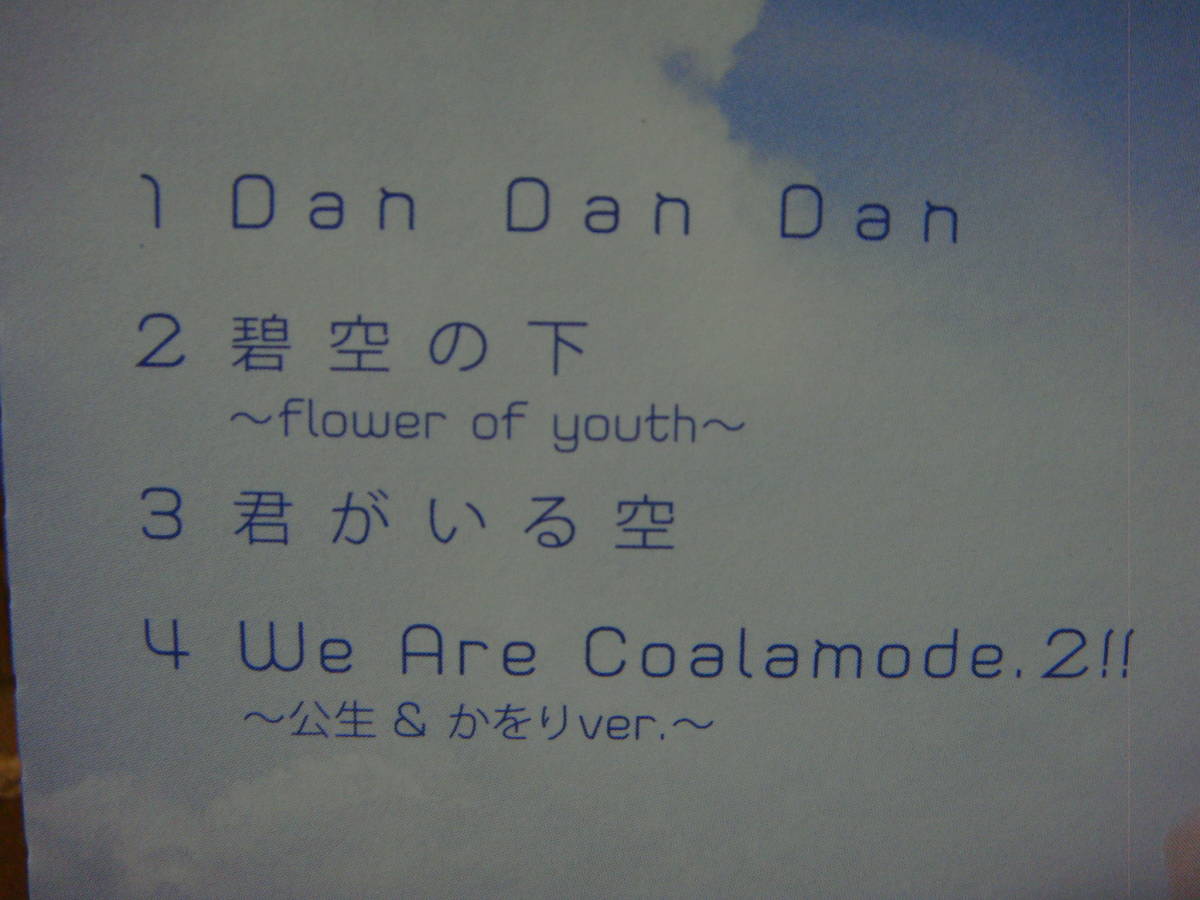 1 Dan Dan Dan
2 碧空の下
～flower of youth～
3 君がいる空
4 We Are Coalamode.2!!
～公生 & かをりver.～